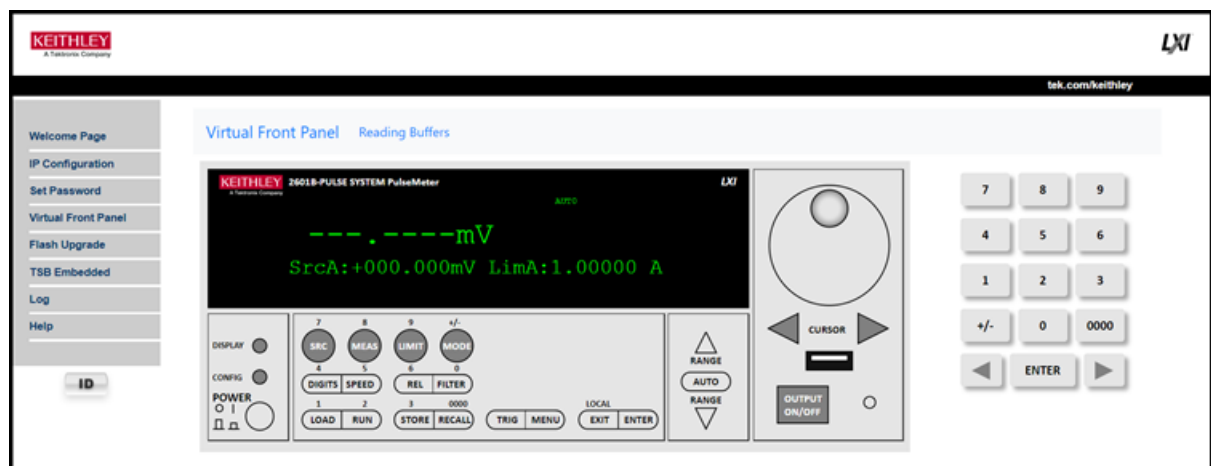 KEITHLEY
A Tektronix Company
LXI
tek.com/keithley
Welcome Page
IP Configuration
Set Password
Virtual Front Panel
Flash Upgrade
TSB Embedded
Log
Help
ID
Virtual Front Panel Reading Buffers
KEITHLEY 2601B-PULSE SYSTEM PulseMeter LXI
A Tektronix Company
AUTO
---.----mV
SrcA:+000.000mV LimA:1.00000 A
7 8 9 +/-
DISPLAY SRC MEAS LIMIT MODE
4 5 6 0
CONFIG DIGITS SPEED REL FILTER
POWER
1 2 3 0000 LOCAL
LOAD RUN STORE RECALL TRIG MENU EXIT ENTER
RANGE
AUTO
RANGE
CURSOR
OUTPUT
ON/OFF
7 8 9
4 5 6
1 2 3
+/- 0 0000
ENTER